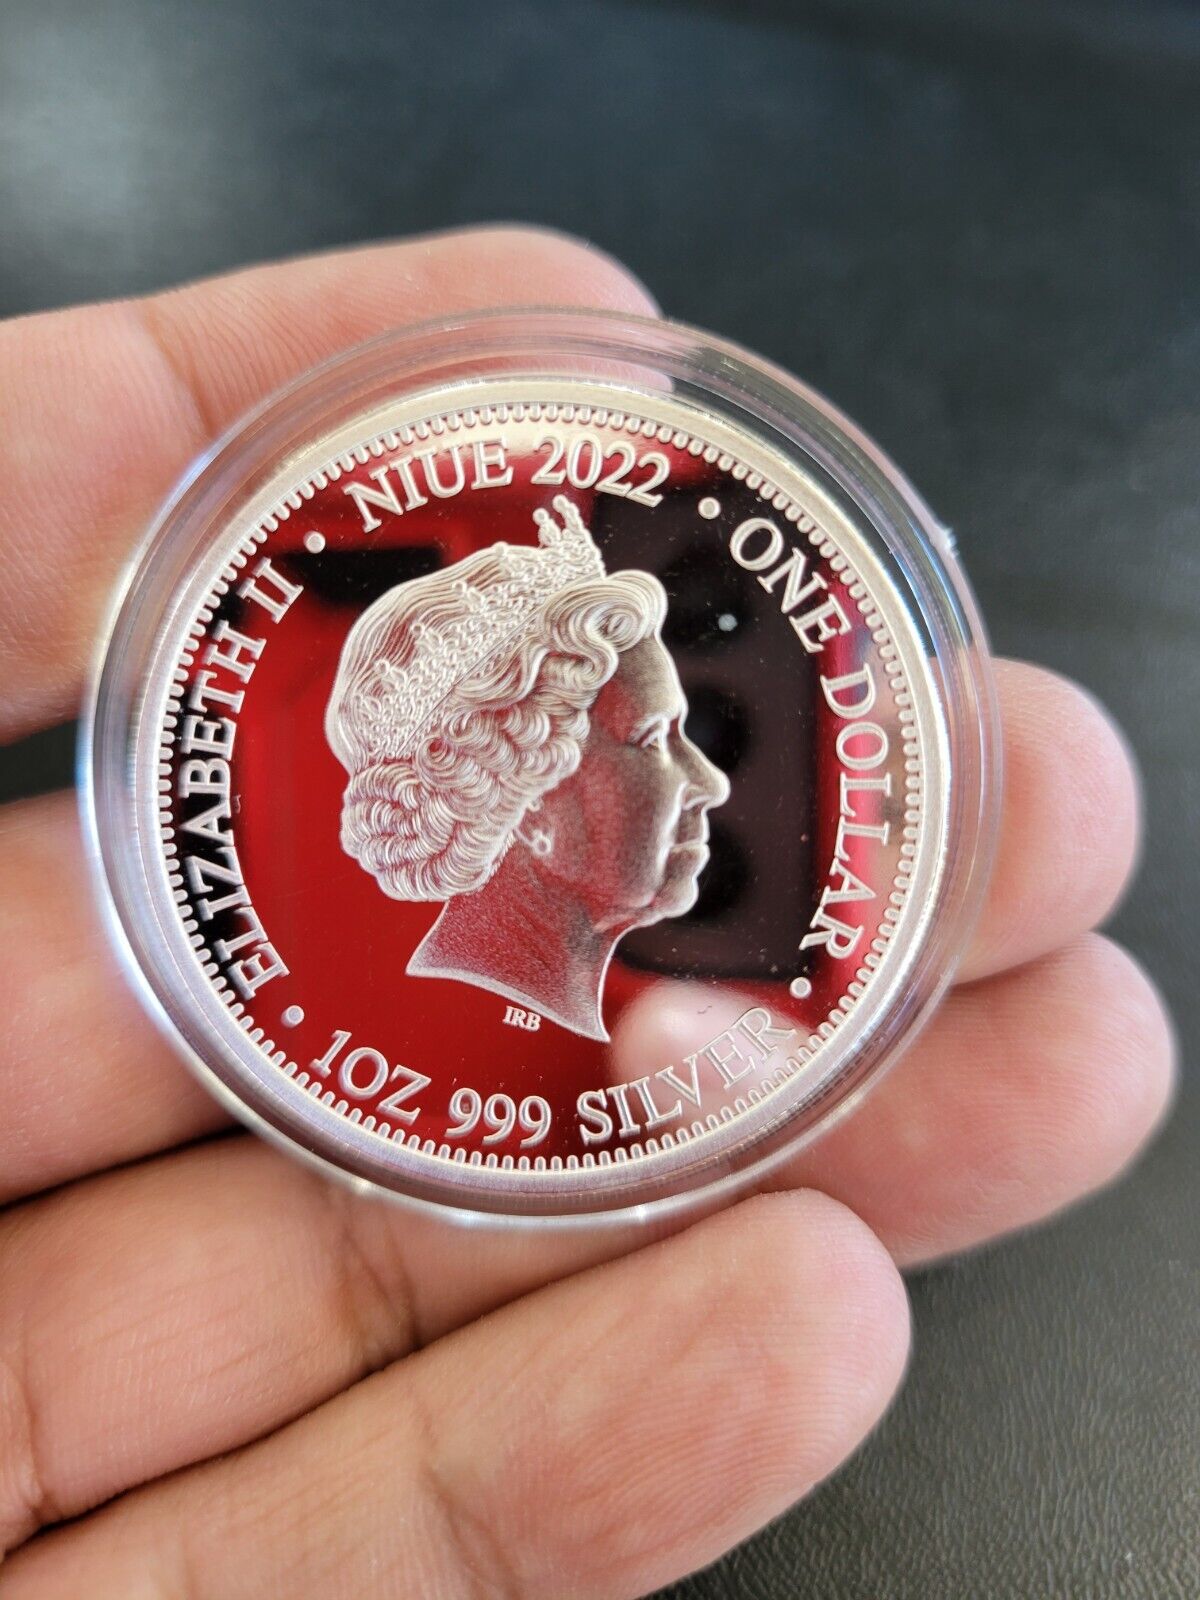 ELIZABETH II • NIUE 2022 • ONE DOLLAR •
1OZ 999 SILVER •
IRB